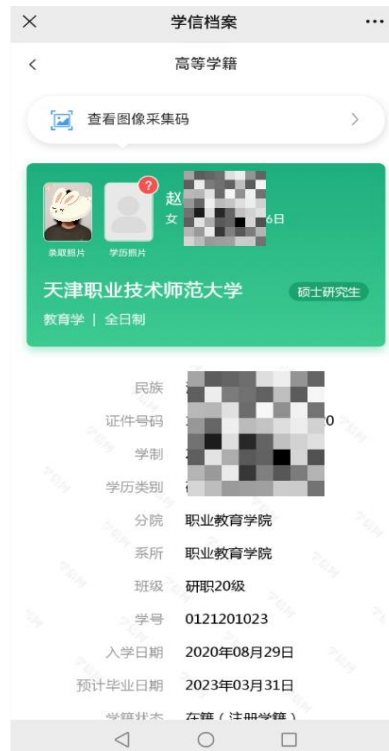 学信档案
高等学籍
查看图像采集码
?
赵
女 6日
录取照片 学历照片
天津职业技术师范大学 硕士研究生
教育学 | 全日制
民族
证件号码 0
学制
学历类别
分院 职业教育学院
系所 职业教育学院
班级 研职20级
学号 0121201023
入学日期 2020年08月29日
预计毕业日期 2023年03月31日
学籍状态 在籍（注册学籍）